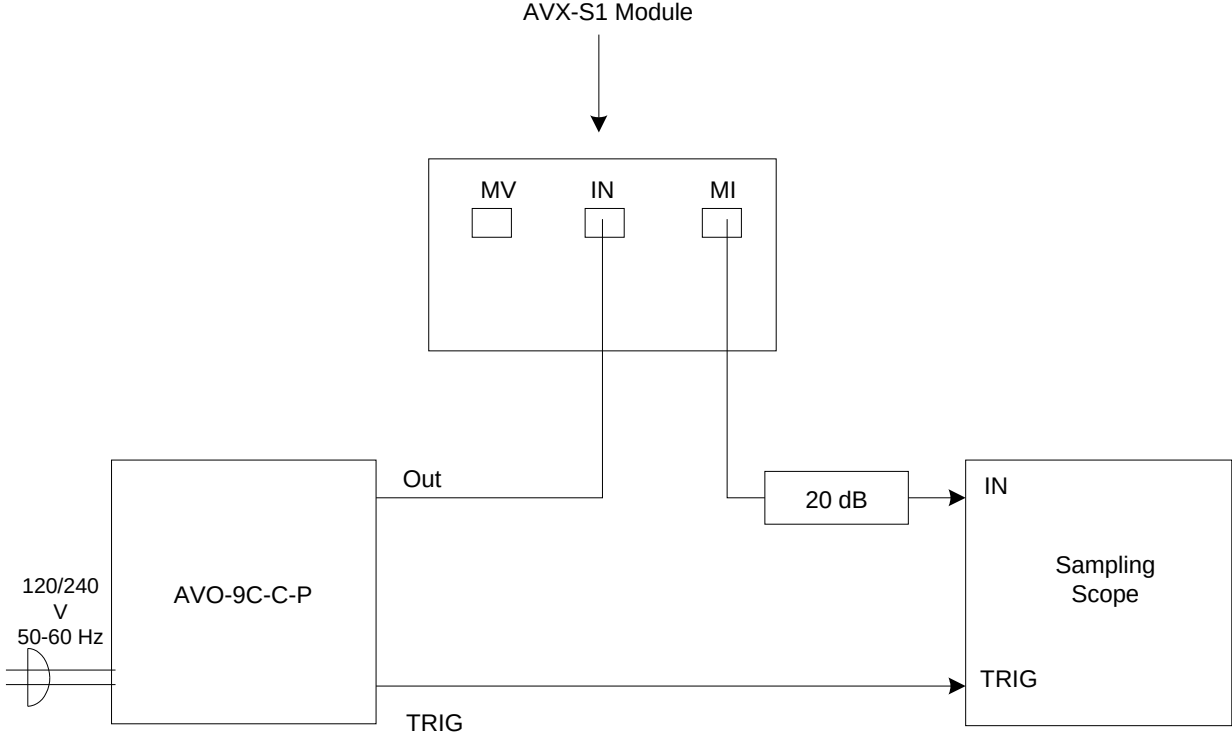 AVX-S1 Module
MV
IN
MI
Out
20 dB
IN
Sampling
Scope
AVO-9C-C-P
120/240
V
50-60 Hz
TRIG
TRIG